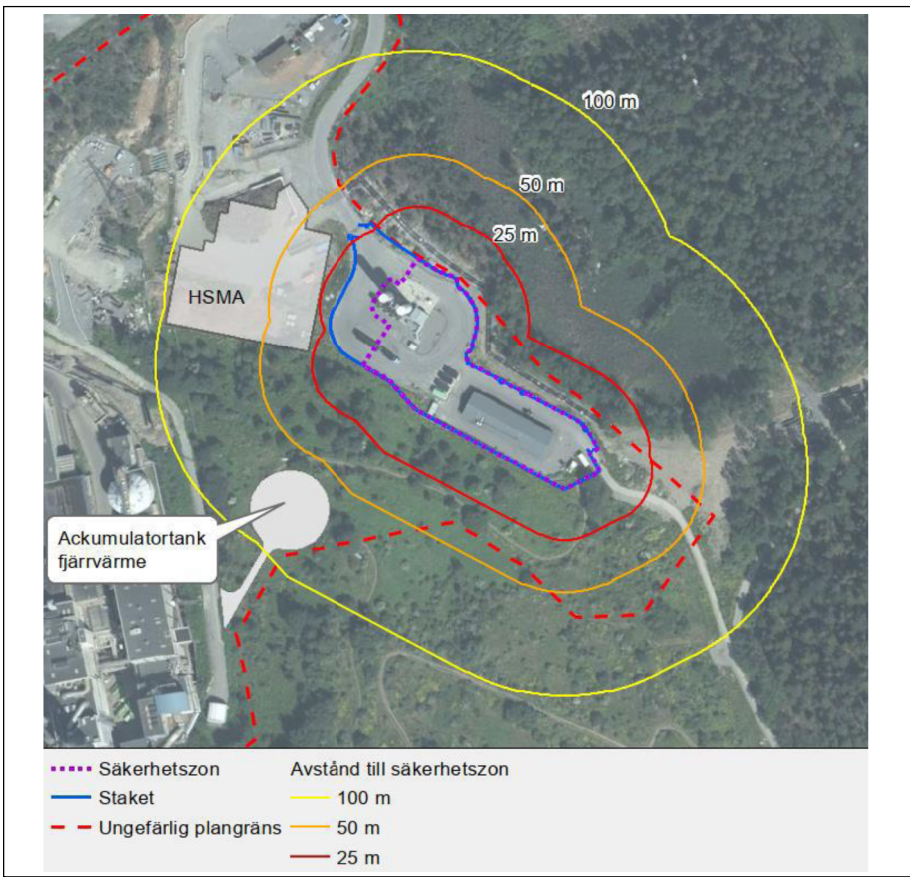 100 m
50 m
25 m
HSMA
Ackumulatortank
fjärrvärme
Säkerhetszon
Avstånd till säkerhetszon
Staket
100 m
Ungefärlig plangräns
50 m
25 m